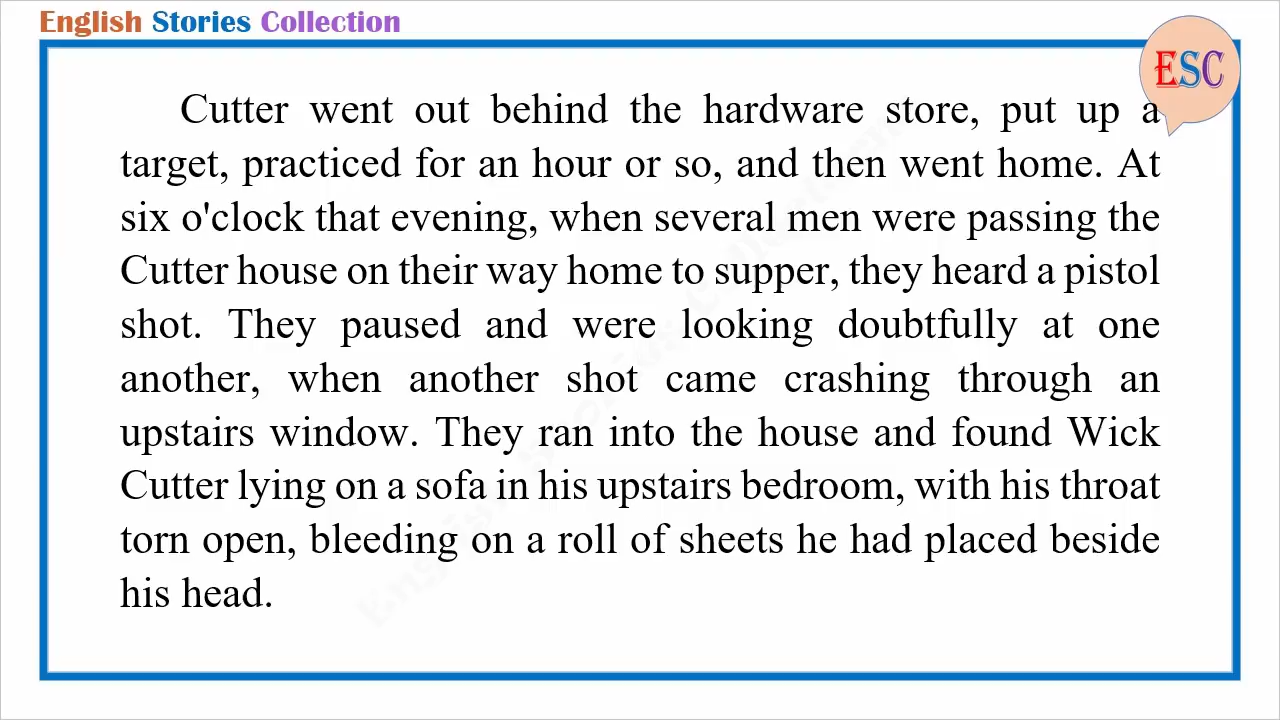 English Stories Collection
ESC
Cutter went out behind the hardware store, put up a
target, practiced for an hour or so, and then went home. At
six o'clock that evening, when several men were passing the
Cutter house on their way home to supper, they heard a pistol
shot. They paused and were looking doubtfully at one
another, when another shot came crashing through an
upstairs window. They ran into the house and found Wick
Cutter lying on a sofa in his upstairs bedroom, with his throat
torn open, bleeding on a roll of sheets he had placed beside
his head.